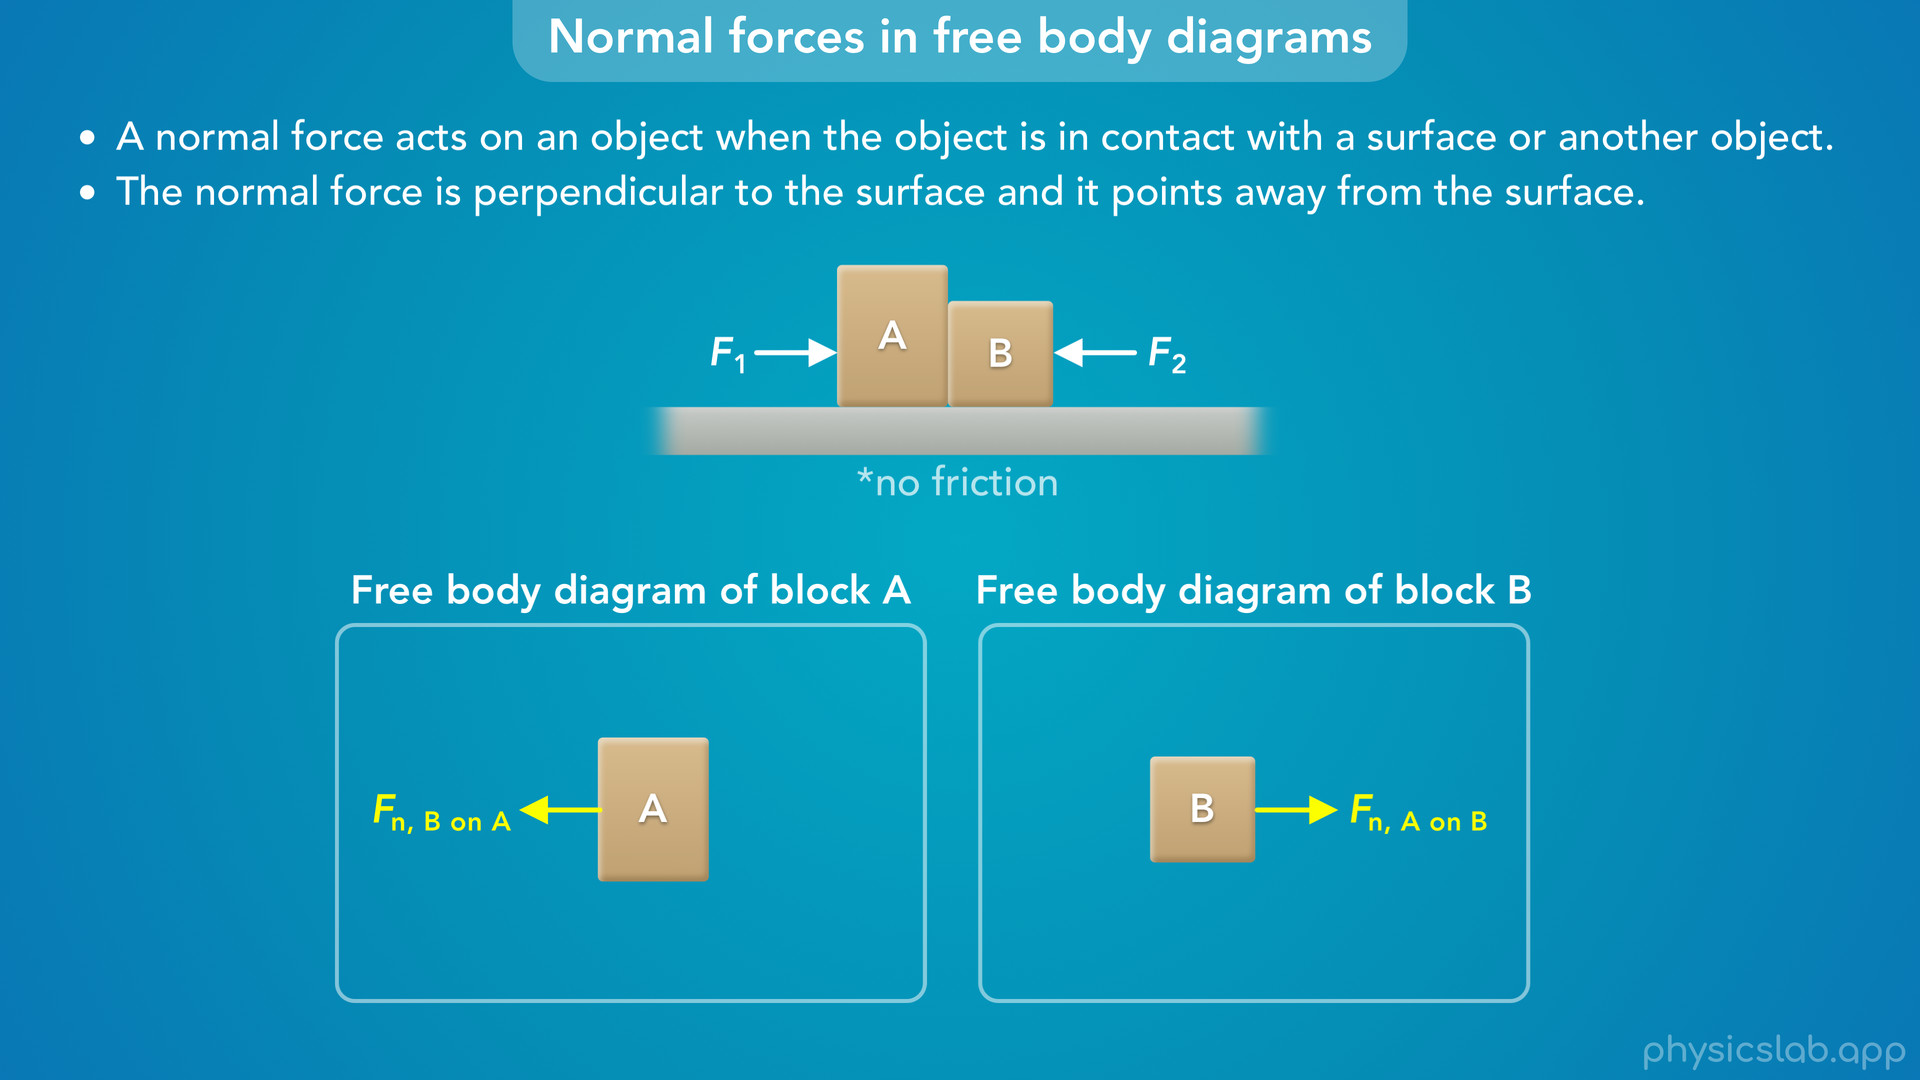 Normal forces in free body diagrams
• A normal force acts on an object when the object is in contact with a surface or another object.
• The normal force is perpendicular to the surface and it points away from the surface.
F1 A B F2
*no friction
Free body diagram of block A
Fn, B on A A
Free body diagram of block B
B Fn, A on B
physicslab.app